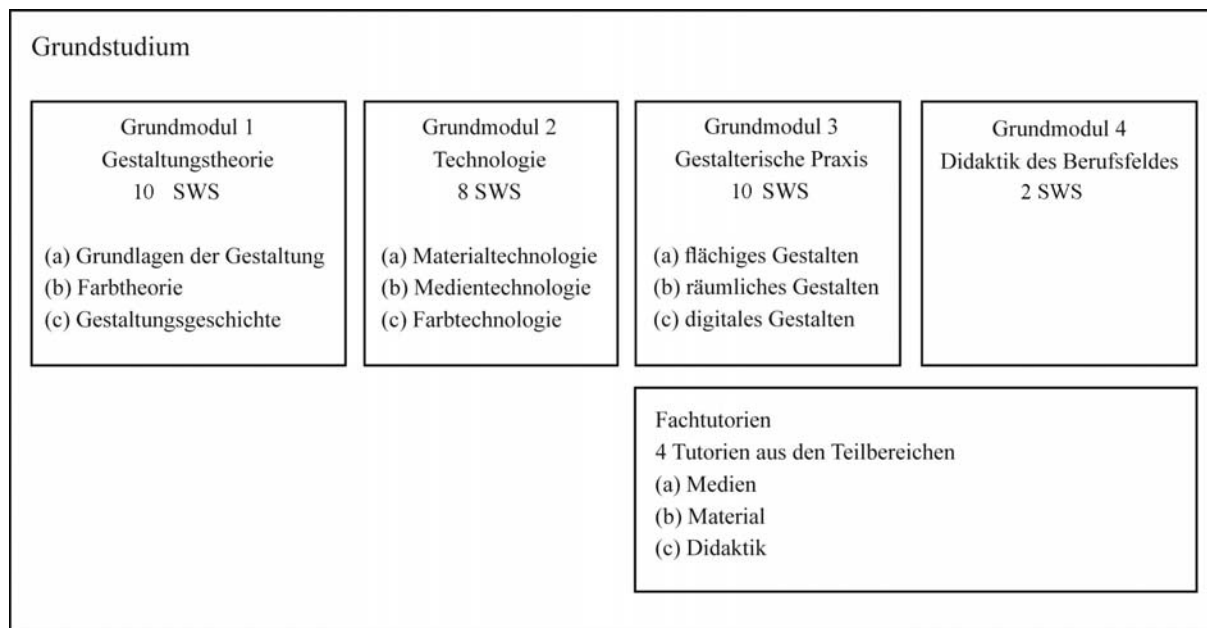 Grundstudium
Grundmodul 1
Gestaltungstheorie
10 SWS
(a) Grundlagen der Gestaltung
(b) Farbtheorie
(c) Gestaltungsgeschichte
Grundmodul 2
Technologie
8 SWS
(a) Materialtechnologie
(b) Medientechnologie
(c) Farbtechnologie
Grundmodul 3
Gestalterische Praxis
10 SWS
(a) flächiges Gestalten
(b) räumliches Gestalten
(c) digitales Gestalten
Grundmodul 4
Didaktik des Berufsfeldes
2 SWS
Fachtutorien
4 Tutorien aus den Teilbereichen
(a) Medien
(b) Material
(c) Didaktik